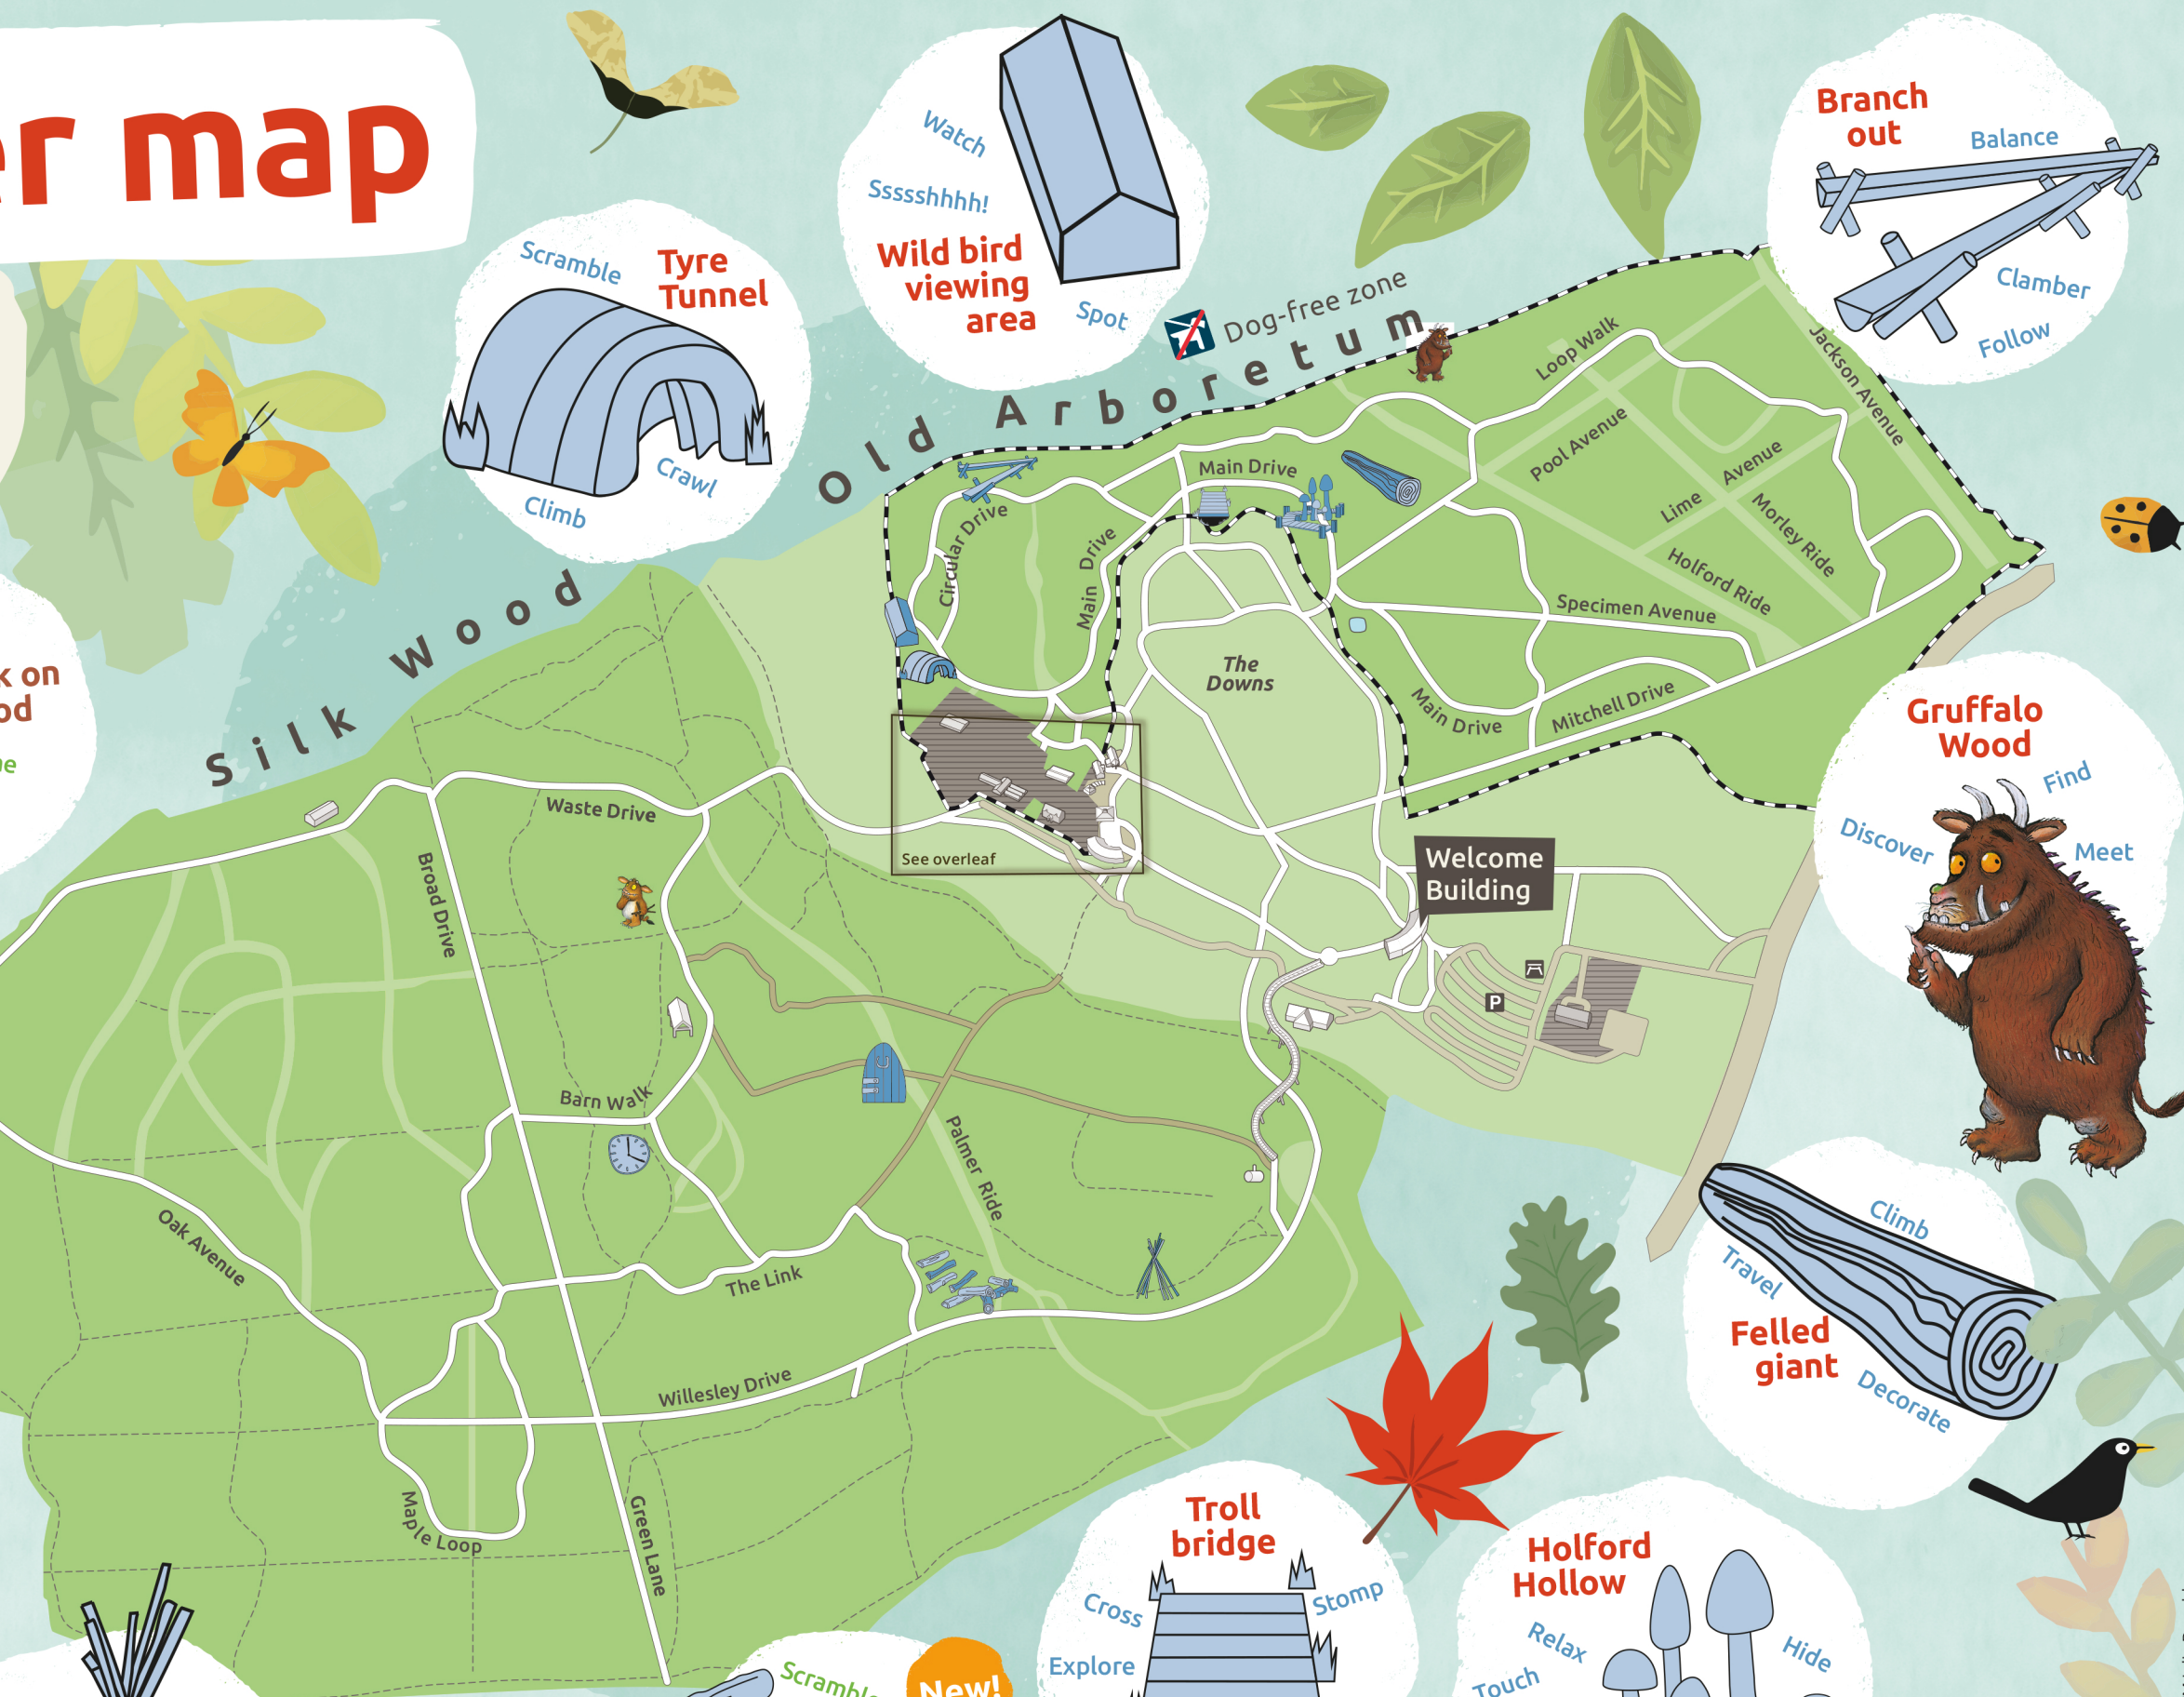 er map
Scramble
Tyre
Tunnel
Crawl
Climb
Watch
Ssssshhhh!
Wild bird
viewing
area
Spot
Dog-free zone
Branch
out
Balance
Clamber
Follow
Old Arboretum
Silk Wood
Loop Walk
Jackson Avenue
Pool Avenue
Lime Avenue
Morley Ride
Holford Ride
Specimen Avenue
Main Drive
Circular Drive
Main Drive
The
Downs
Main Drive
Mitchell Drive
See overleaf
Welcome
Building
P
Gruffalo
Wood
Find
Discover
Meet
k on
od
e
Waste Drive
Broad Drive
Barn Walk
Palmer Ride
Oak Avenue
The Link
Willesley Drive
Maple Loop
Green Lane
Climb
Travel
Felled
giant
Decorate
Troll
bridge
Cross
Stomp
Explore
Holford
Hollow
Relax
Hide
Touch
Scramble
New!